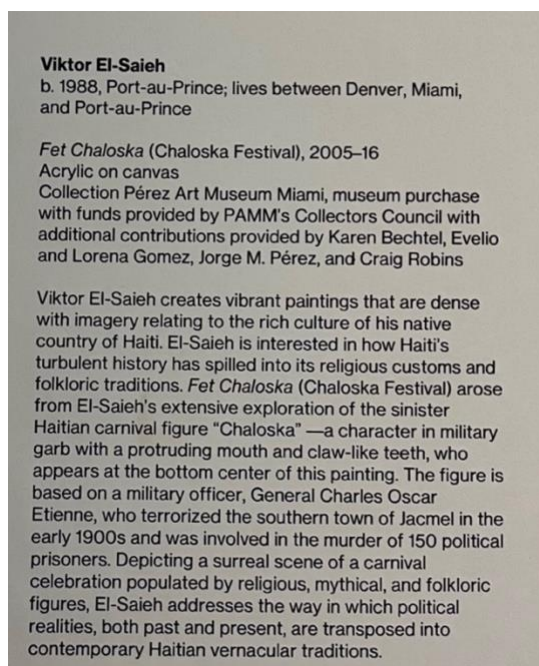 Viktor El-Saieh
b. 1988, Port-au-Prince; lives between Denver, Miami,
and Port-au-Prince
Fet Chaloska (Chaloska Festival), 2005–16
Acrylic on canvas
Collection Pérez Art Museum Miami, museum purchase
with funds provided by PAMM's Collectors Council with
additional contributions provided by Karen Bechtel, Evelio
and Lorena Gomez, Jorge M. Pérez, and Craig Robins
Viktor El-Saieh creates vibrant paintings that are dense
with imagery relating to the rich culture of his native
country of Haiti. El-Saieh is interested in how Haiti's
turbulent history has spilled into its religious customs and
folkloric traditions. Fet Chaloska (Chaloska Festival) arose
from El-Saieh's extensive exploration of the sinister
Haitian carnival figure “Chaloska” —a character in military
garb with a protruding mouth and claw-like teeth, who
appears at the bottom center of this painting. The figure is
based on a military officer, General Charles Oscar
Etienne, who terrorized the southern town of Jacmel in the
early 1900s and was involved in the murder of 150 political
prisoners. Depicting a surreal scene of a carnival
celebration populated by religious, mythical, and folkloric
figures, El-Saieh addresses the way in which political
realities, both past and present, are transposed into
contemporary Haitian vernacular traditions.